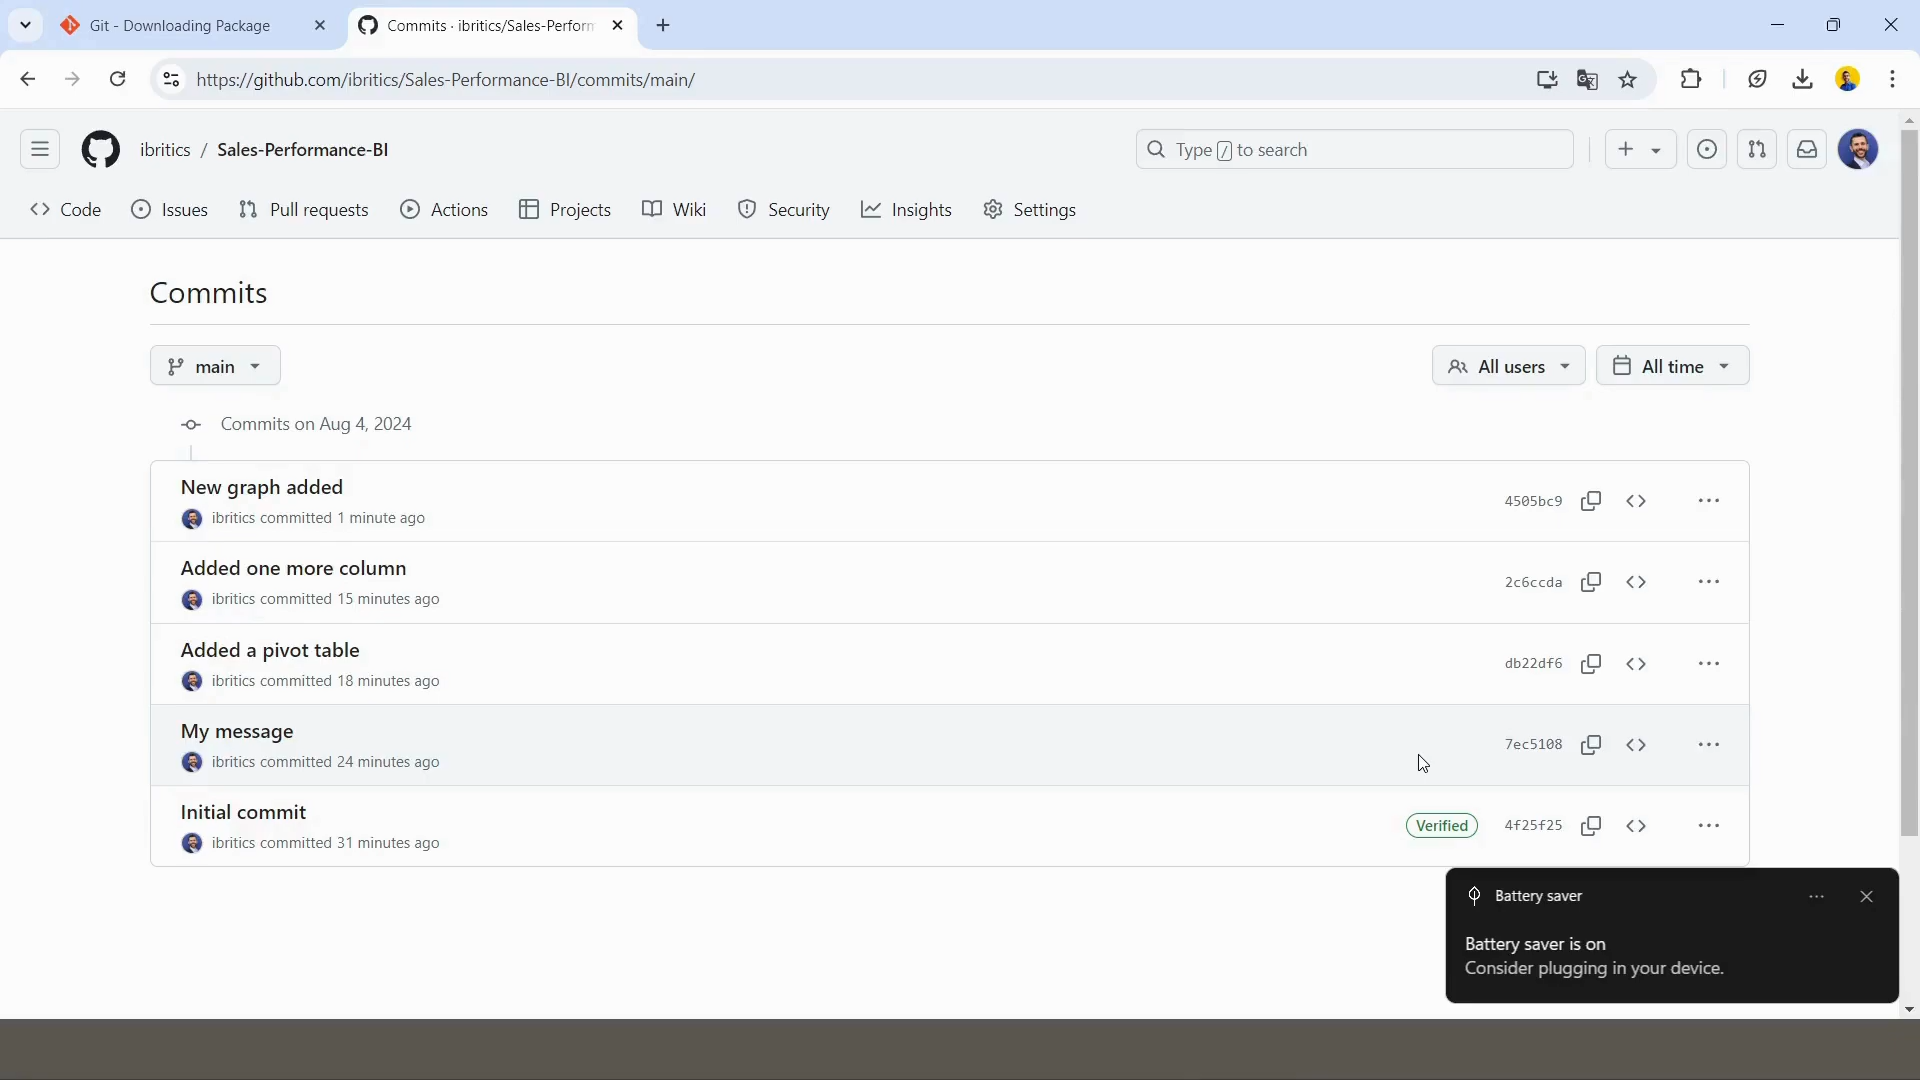 Git - Downloading Package
Commits · ibritics/Sales-Perform
https://github.com/ibritics/Sales-Performance-BI/commits/main/
ibritics / Sales-Performance-BI
Type / to search
Code
Issues
Pull requests
Actions
Projects
Wiki
Security
Insights
Settings
Commits
main
All users
All time
Commits on Aug 4, 2024
New graph added
ibritics committed 1 minute ago
4505bc9
Added one more column
ibritics committed 15 minutes ago
2c6ccda
Added a pivot table
ibritics committed 18 minutes ago
db22df6
My message
ibritics committed 24 minutes ago
7ec5108
Initial commit
ibritics committed 31 minutes ago
Verified
4f25f25
Battery saver
Battery saver is on
Consider plugging in your device.